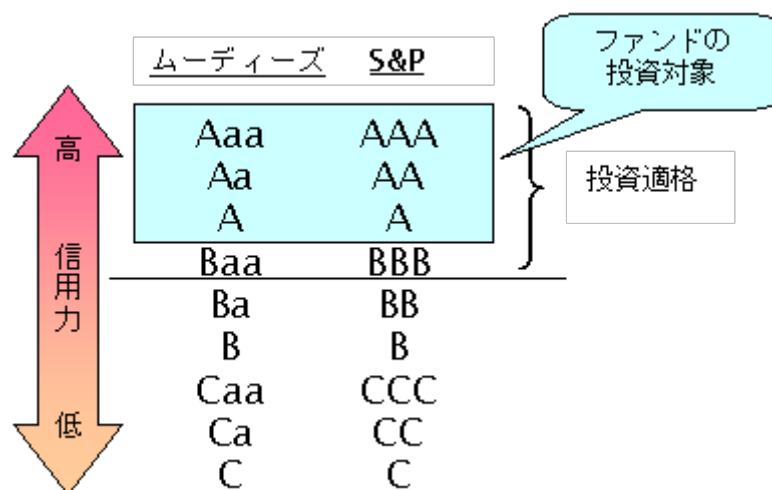 ファンドの
投資対象
ムーディーズ S&P
高
Aaa AAA
Aa AA
A A
投資適格
Baa BBB
信用力
Ba BB
B B
Caa CCC
低
Ca CC
C C